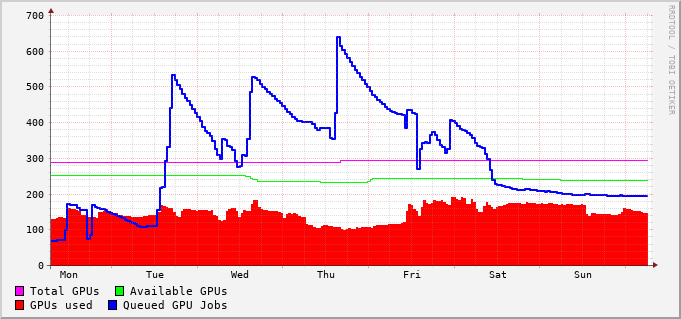 700
600
500
400
300
200
100
0
Mon Tue Wed Thu Fri Sat Sun
Total GPUs Available GPUs
GPUs used Queued GPU Jobs
RRDTOOL / TOBI OETIKER